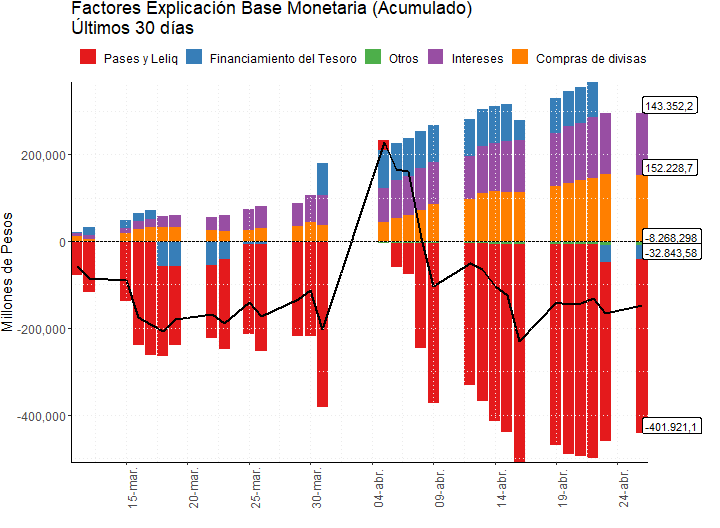 Factores Explicación Base Monetaria (Acumulado)
Últimos 30 días
Pases y Leliq Financiamiento del Tesoro Otros Intereses Compras de divisas
Millones de Pesos
200,000
0
-200,000
-400,000
143.352,2
152.228,7
-8.268,298
-32.843,58
-401.921,1
15-mar.
20-mar.
25-mar.
30-mar.
04-abr.
09-abr.
14-abr.
19-abr.
24-abr.